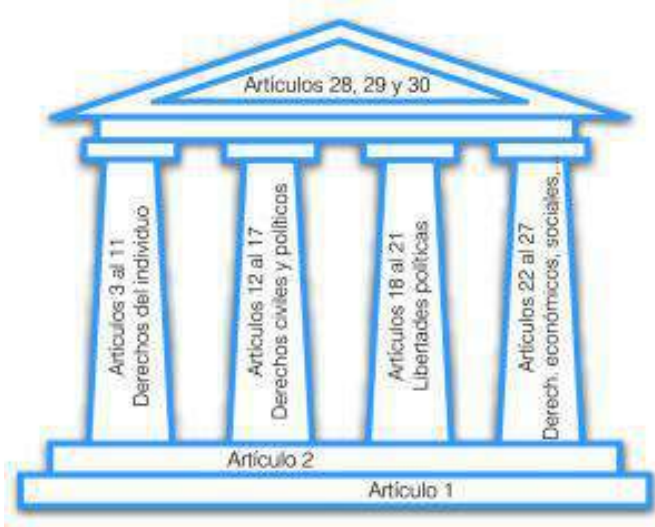 Artículos 28, 29 y 30
Artículos 3 al 11
Derechos del individuo
Artículos 12 al 17
Derechos civiles y políticos
Artículos 18 al 21
Libertades políticas
Artículos 22 al 27
Derech. económicos, sociales,...
Artículo 2
Artículo 1